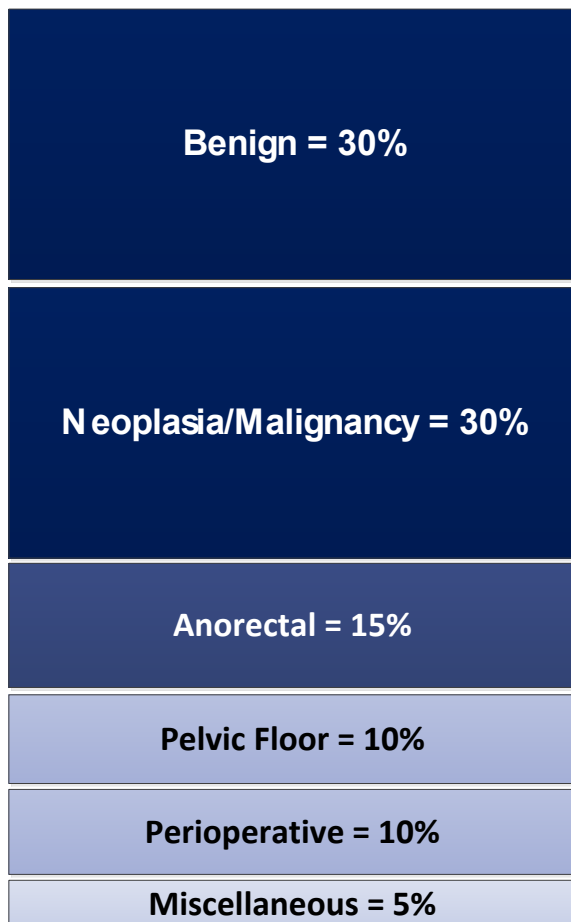 Benign = 30%
Neoplasia/Malignancy = 30%
Anorectal = 15%
Pelvic Floor = 10%
Perioperative = 10%
Miscellaneous = 5%